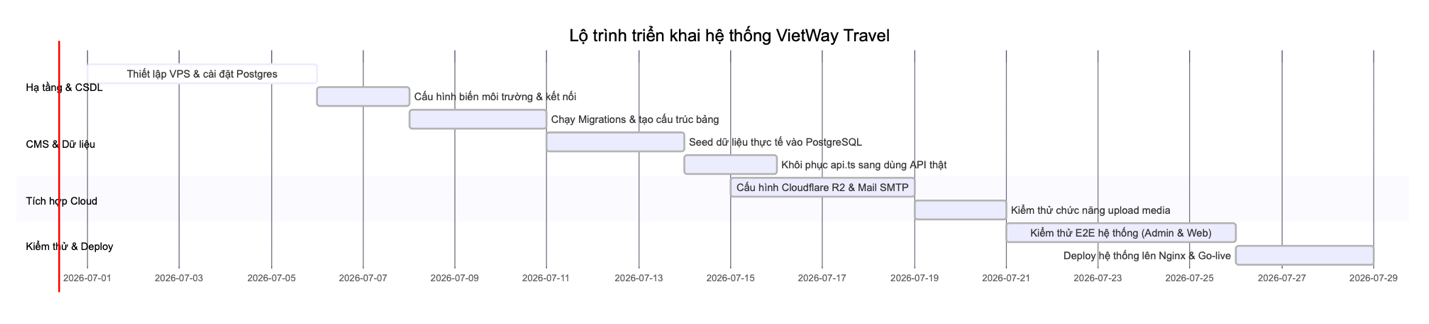 Lộ trình triển khai hệ thống VietWay Travel
Thiết lập VPS & cài đặt Postgres
Hạ tầng & CSDL
Cấu hình biến môi trường & kết nối
Chạy Migrations & tạo cấu trúc bảng
CMS & Dữ liệu
Seed dữ liệu thực tế vào PostgreSQL
Khôi phục api.ts sang dùng API thật
Cấu hình Cloudflare R2 & Mail SMTP
Tích hợp Cloud
Kiểm thử chức năng upload media
Kiểm thử E2E hệ thống (Admin & Web)
Kiểm thử & Deploy
Deploy hệ thống lên Nginx & Go-live
2026-07-01 2026-07-03 2026-07-05 2026-07-07 2026-07-09 2026-07-11 2026-07-13 2026-07-15 2026-07-17 2026-07-19 2026-07-21 2026-07-23 2026-07-25 2026-07-27 2026-07-29